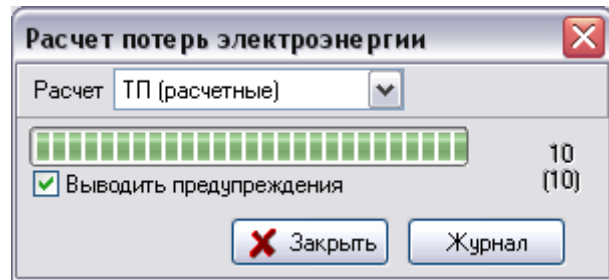 Расчет потерь электроэнергии
Расчет ТП (расчетные)
10
Выводить предупреждения (10)
Закрыть Журнал